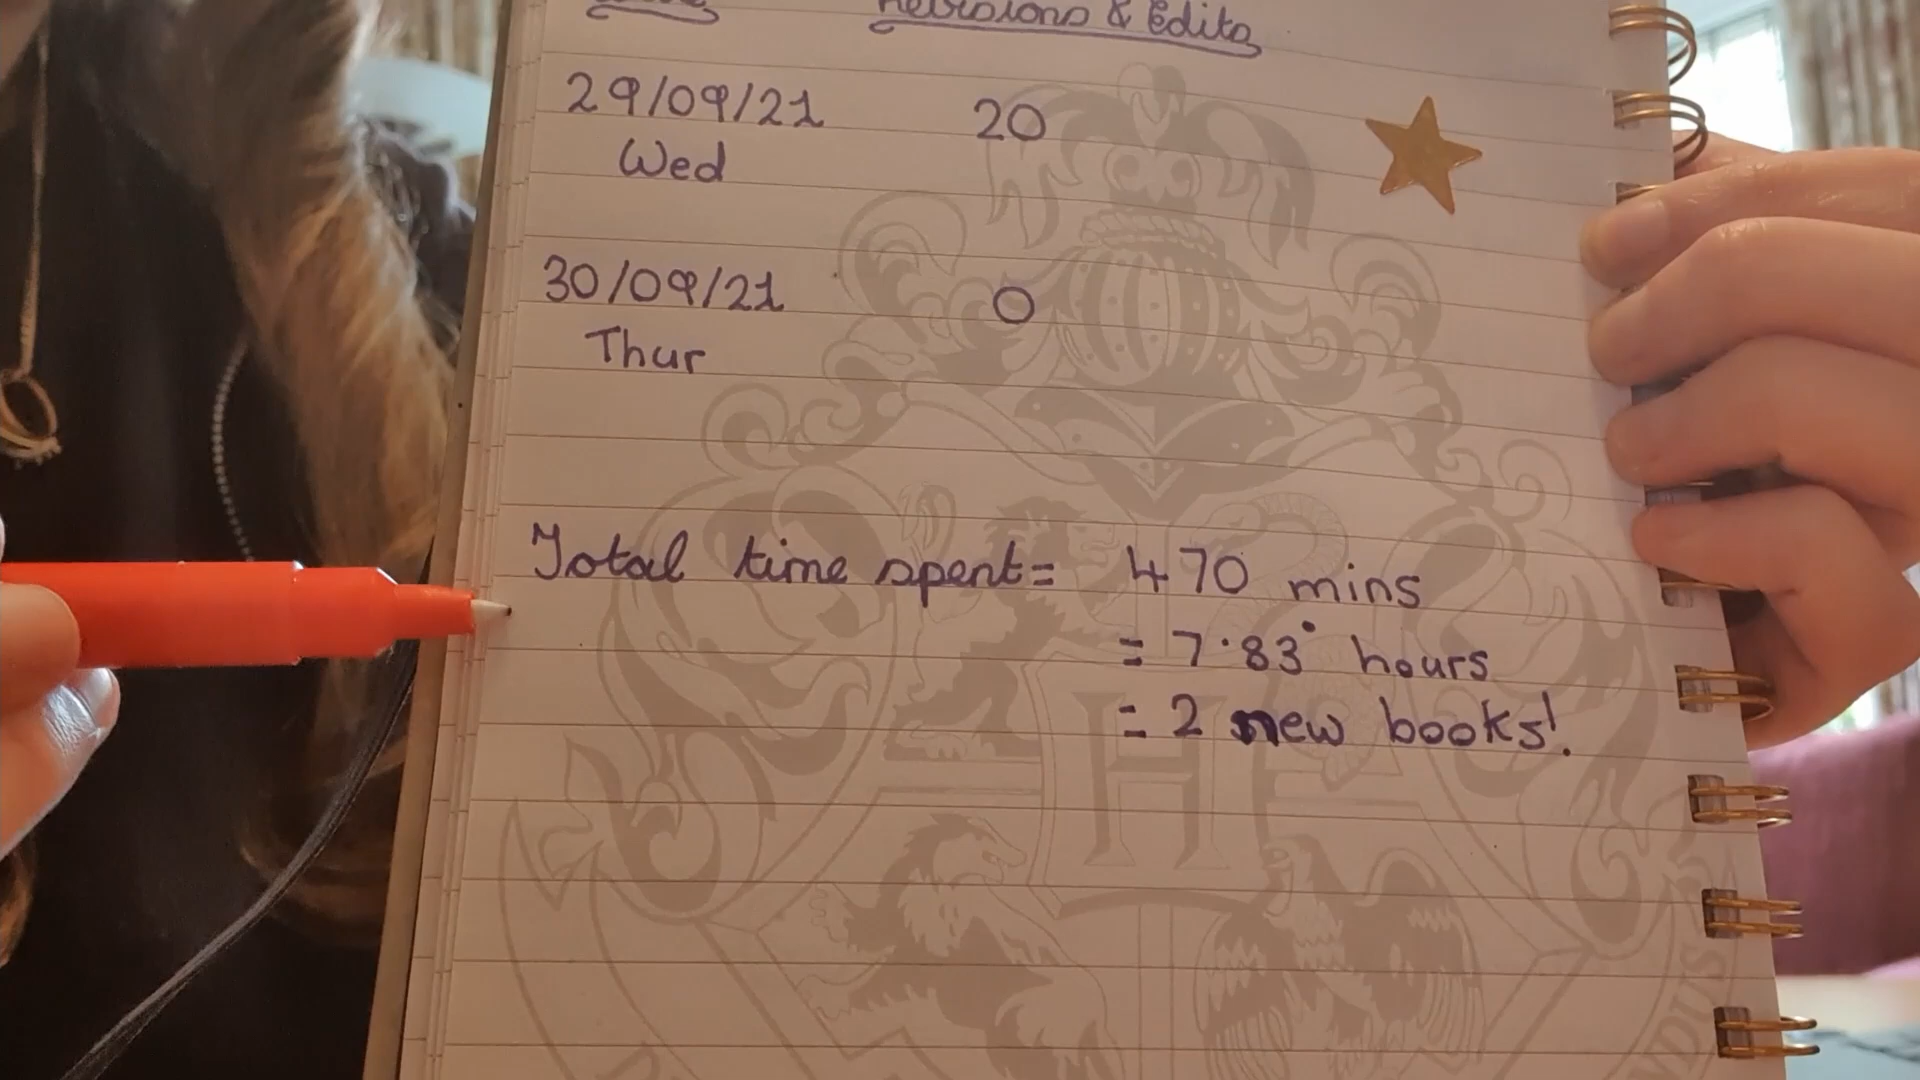 Revisions & Edits
29/09/21 20
Wed
30/09/21 0
Thur
Total time spent = 470 mins
= 7·83̇ hours
= 2 new books!
H